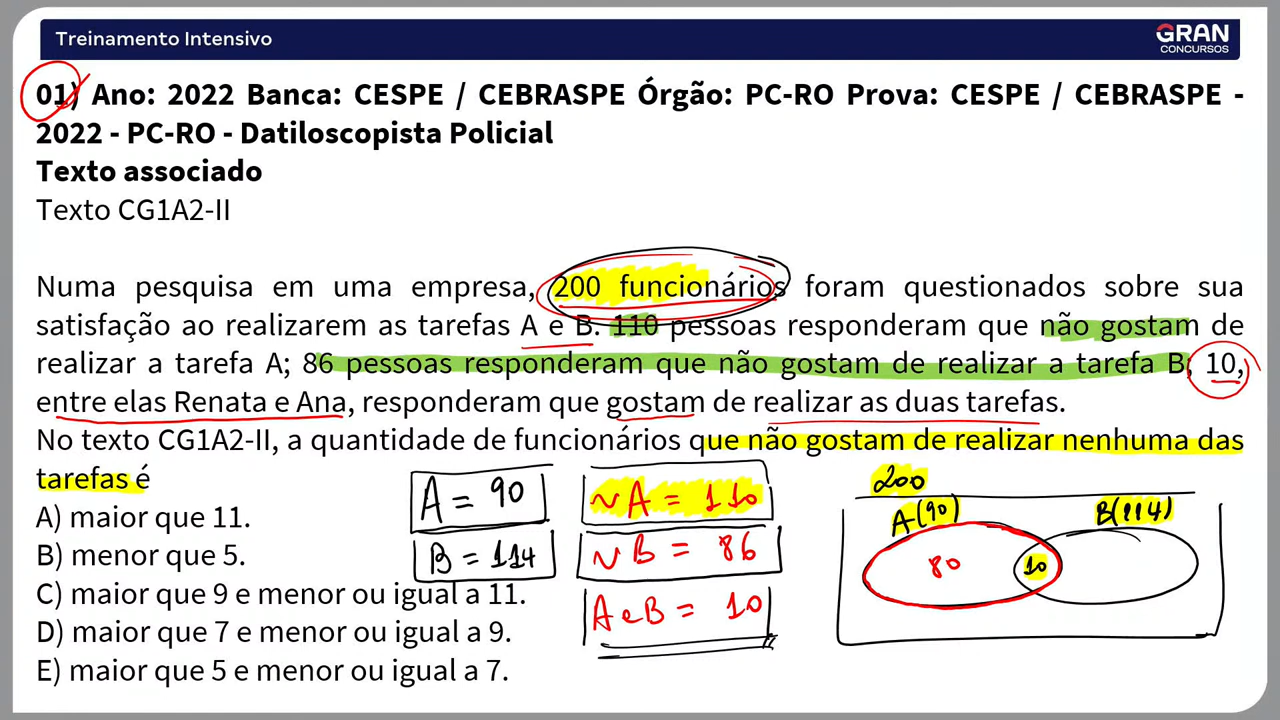 Treinamento Intensivo
GRAN
CONCURSOS
01) Ano: 2022 Banca: CESPE / CEBRASPE Órgão: PC-RO Prova: CESPE / CEBRASPE -
2022 - PC-RO - Datiloscopista Policial
Texto associado
Texto CG1A2-II
Numa pesquisa em uma empresa, 200 funcionários foram questionados sobre sua
satisfação ao realizarem as tarefas A e B. 110 pessoas responderam que não gostam de
realizar a tarefa A; 86 pessoas responderam que não gostam de realizar a tarefa B; 10,
entre elas Renata e Ana, responderam que gostam de realizar as duas tarefas.
No texto CG1A2-II, a quantidade de funcionários que não gostam de realizar nenhuma das
tarefas é
A) maior que 11.
B) menor que 5.
C) maior que 9 e menor ou igual a 11.
D) maior que 7 e menor ou igual a 9.
E) maior que 5 e menor ou igual a 7.
A = 90
B = 114
~A = 110
~B = 86
A e B = 10
200
A(90)
B(114)
80
10